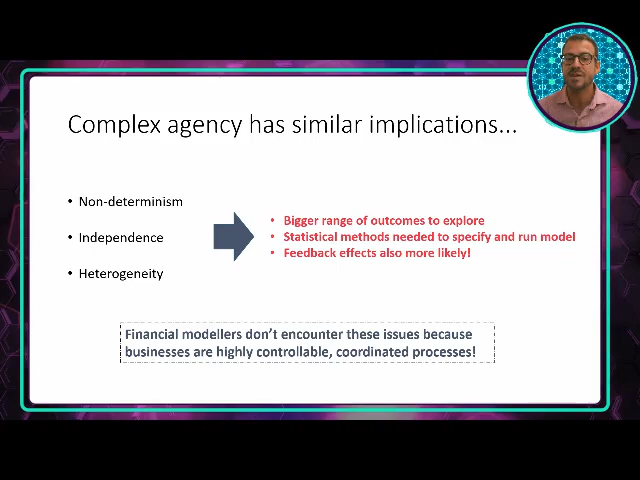 Complex agency has similar implications...
• Non-determinism
• Independence
• Heterogeneity
• Bigger range of outcomes to explore
• Statistical methods needed to specify and run model
• Feedback effects also more likely!
Financial modellers don't encounter these issues because
businesses are highly controllable, coordinated processes!